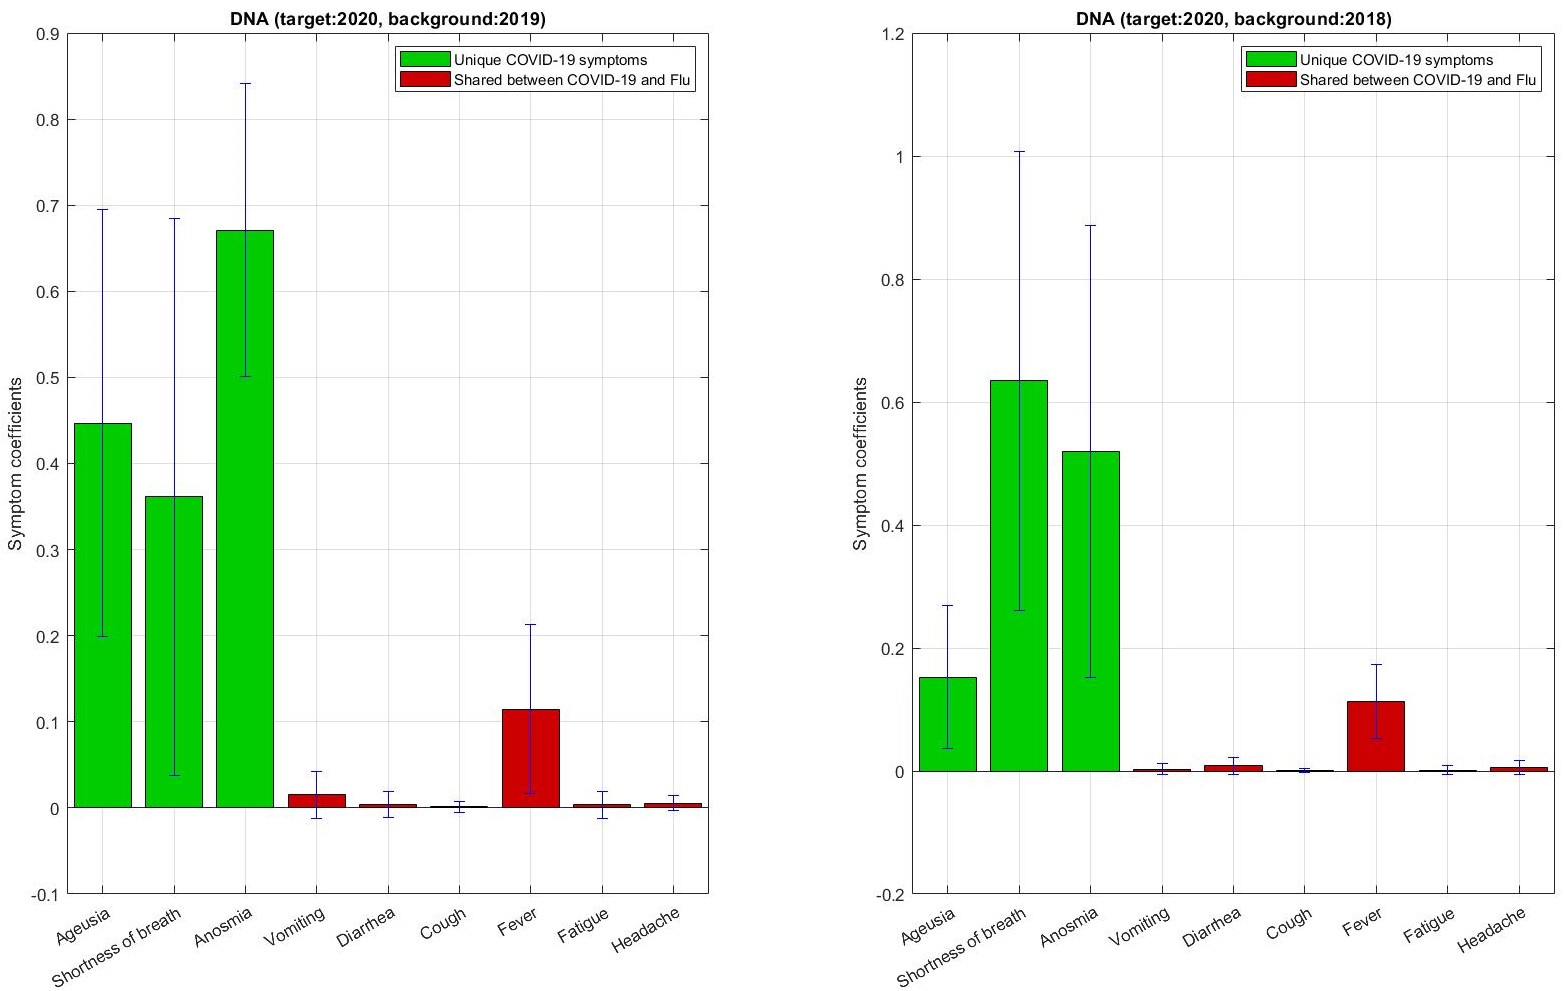 DNA (target:2020, background:2019)
Unique COVID-19 symptoms
Shared between COVID-19 and Flu
Symptom coefficients
0.9
0.8
0.7
0.6
0.5
0.4
0.3
0.2
0.1
0
-0.1
Ageusia
Shortness of breath
Anosmia
Vomiting
Diarrhea
Cough
Fever
Fatigue
Headache
DNA (target:2020, background:2018)
Unique COVID-19 symptoms
Shared between COVID-19 and Flu
Symptom coefficients
1.2
1
0.8
0.6
0.4
0.2
0
-0.2
Ageusia
Shortness of breath
Anosmia
Vomiting
Diarrhea
Cough
Fever
Fatigue
Headache